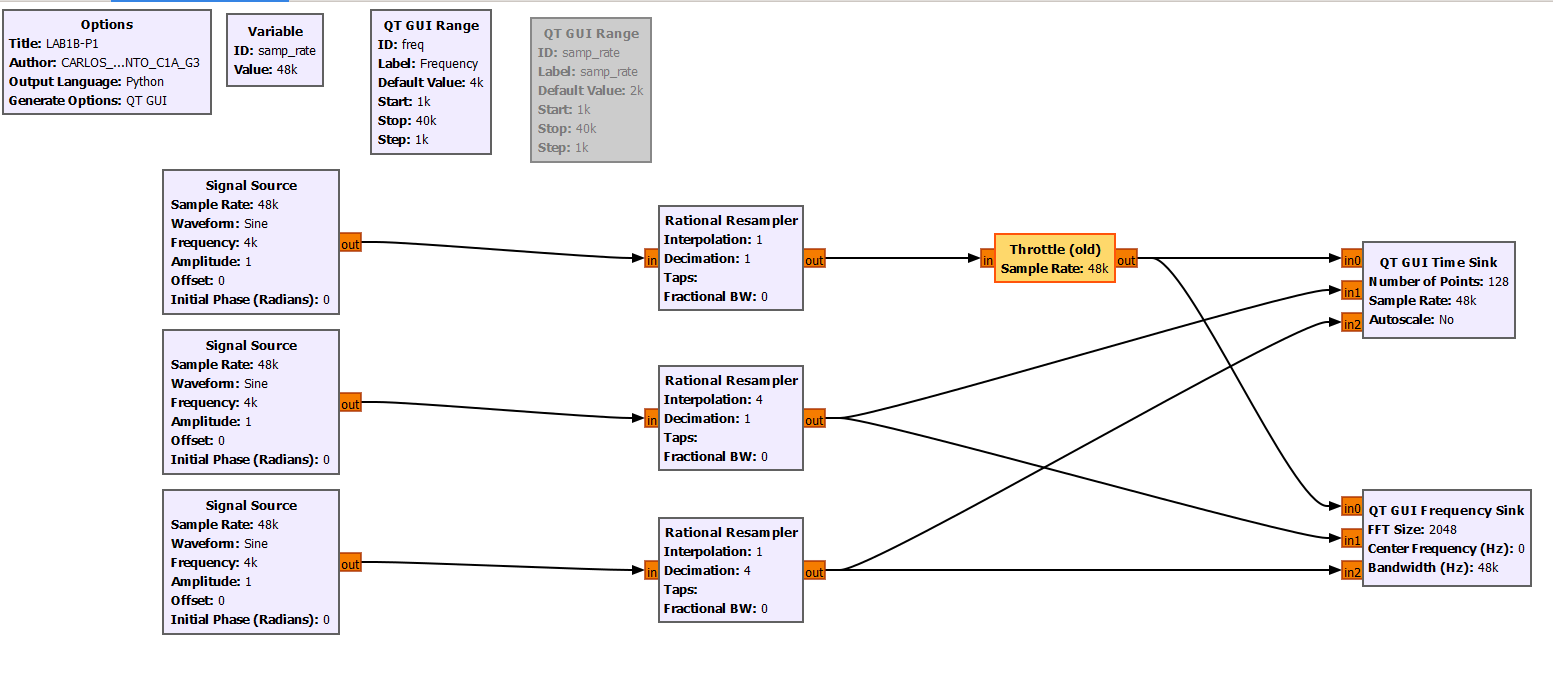 Options
Title: LAB1B-P1
Author: CARLOS_...NTO_C1A_G3
Output Language: Python
Generate Options: QT GUI
Variable
ID: samp_rate
Value: 48k
QT GUI Range
ID: freq
Label: Frequency
Default Value: 4k
Start: 1k
Stop: 40k
Step: 1k
QT GUI Range
ID: samp_rate
Label: samp_rate
Default Value: 2k
Start: 1k
Stop: 40k
Step: 1k
Signal Source
Sample Rate: 48k
Waveform: Sine
Frequency: 4k
Amplitude: 1
Offset: 0
Initial Phase (Radians): 0
out
in
Rational Resampler
Interpolation: 1
Decimation: 1
Taps:
Fractional BW: 0
out
in
Throttle (old)
Sample Rate: 48k
out
in0
in1
in2
QT GUI Time Sink
Number of Points: 128
Sample Rate: 48k
Autoscale: No
Signal Source
Sample Rate: 48k
Waveform: Sine
Frequency: 4k
Amplitude: 1
Offset: 0
Initial Phase (Radians): 0
out
in
Rational Resampler
Interpolation: 4
Decimation: 1
Taps:
Fractional BW: 0
out
Signal Source
Sample Rate: 48k
Waveform: Sine
Frequency: 4k
Amplitude: 1
Offset: 0
Initial Phase (Radians): 0
out
in
Rational Resampler
Interpolation: 1
Decimation: 4
Taps:
Fractional BW: 0
out
in0
in1
in2
QT GUI Frequency Sink
FFT Size: 2048
Center Frequency (Hz): 0
Bandwidth (Hz): 48k